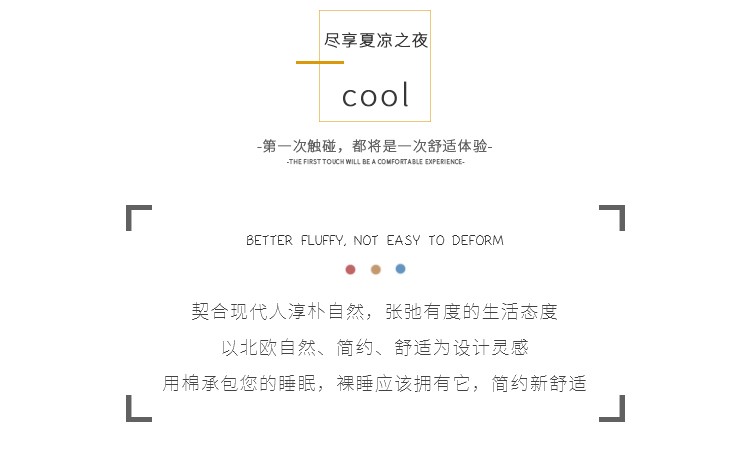 尽享夏凉之夜
cool
-第一次触碰，都将是一次舒适体验-
-THE FIRST TOUCH WILL BE A COMFORTABLE EXPERIENCE-
BETTER FLUFFY, NOT EASY TO DEFORM
契合现代人淳朴自然，张弛有度的生活态度
以北欧自然、简约、舒适为设计灵感
用棉承包您的睡眠，裸睡应该拥有它，简约新舒适